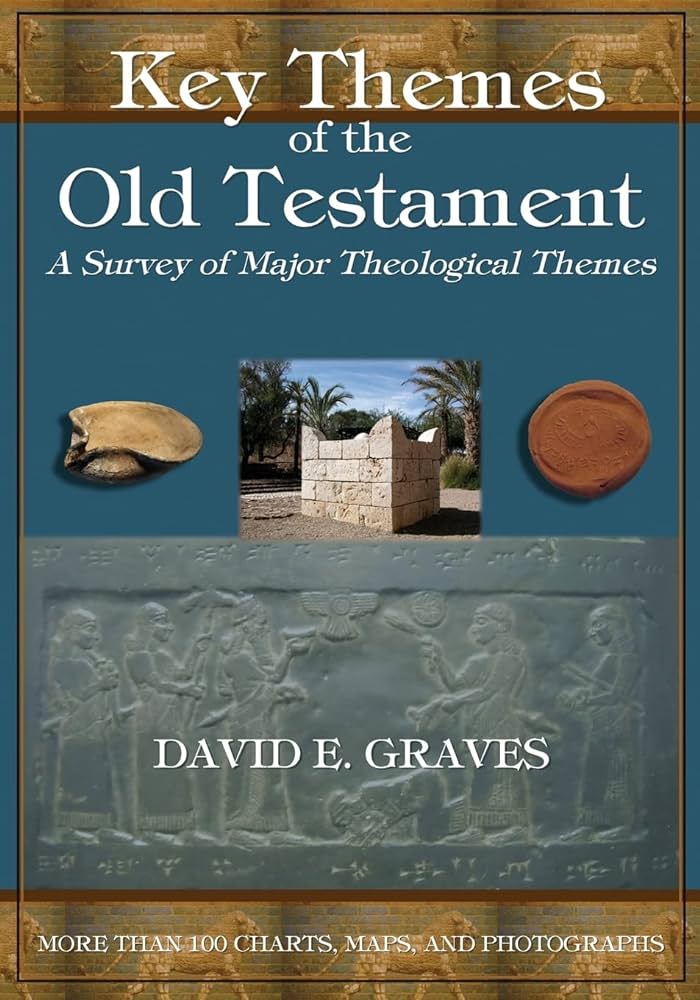 Key Themes
of the
Old Testament
A Survey of Major Theological Themes
DAVID E. GRAVES
MORE THAN 100 CHARTS, MAPS, AND PHOTOGRAPHS